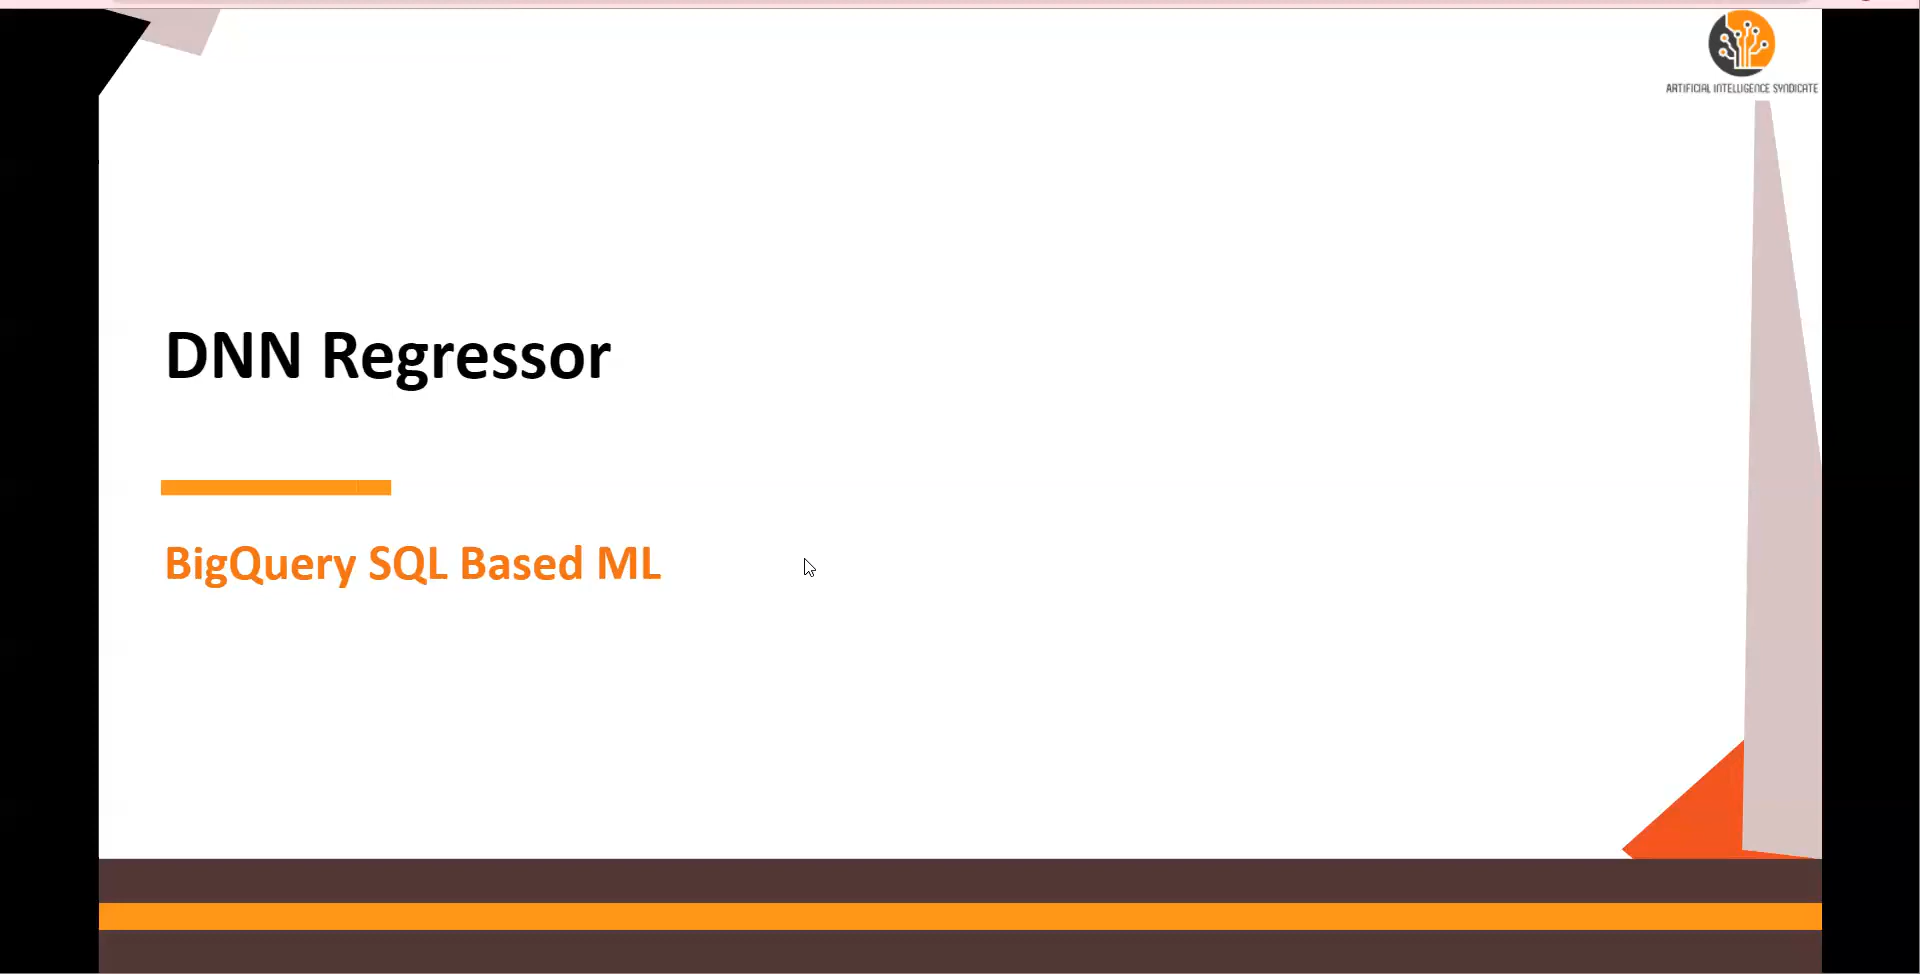 ARTIFICIAL INTELLIGENCE SYNDICATE
DNN Regressor
BigQuery SQL Based ML